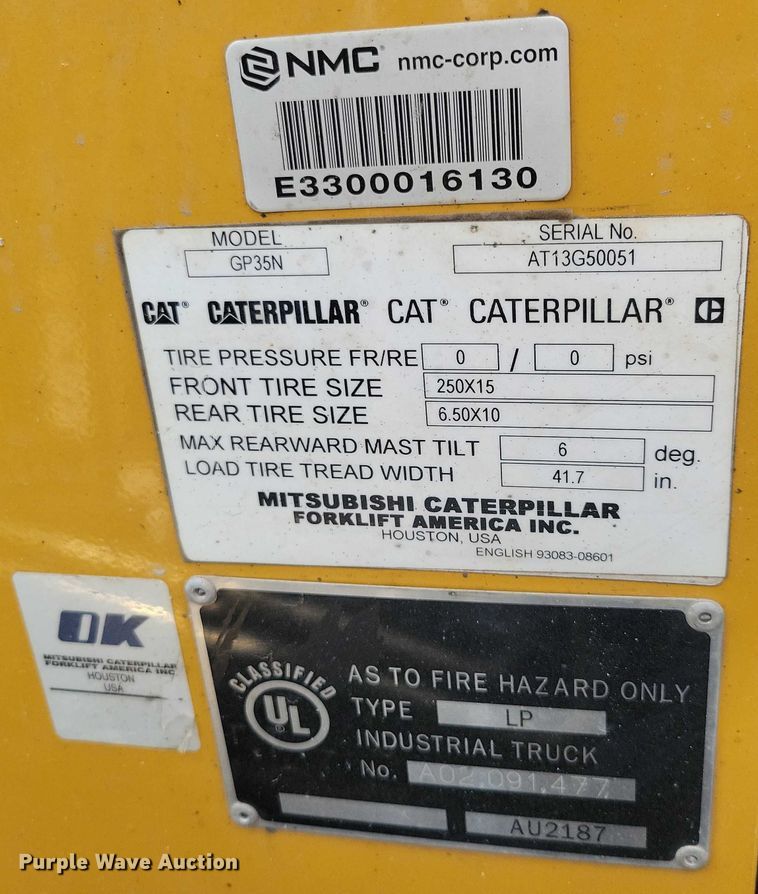 NMC® nmc-corp.com
E3300016130
MODEL SERIAL No.
GP35N AT13G50051
CAT® CATERPILLAR® CAT® CATERPILLAR®
TIRE PRESSURE FR/RE 0 / 0 psi
FRONT TIRE SIZE 250X15
REAR TIRE SIZE 6.50X10
MAX REARWARD MAST TILT 6 deg.
LOAD TIRE TREAD WIDTH 41.7 in.
MITSUBISHI CATERPILLAR
FORKLIFT AMERICA INC.
HOUSTON, USA
ENGLISH 93083-08601
OK
MITSUBISHI CATERPILLAR
FORKLIFT AMERICA INC
HOUSTON
USA
CLASSIFIED
UL®
AS TO FIRE HAZARD ONLY
TYPE LP
INDUSTRIAL TRUCK
No. A02,091,477
AU2187
Purple Wave Auction